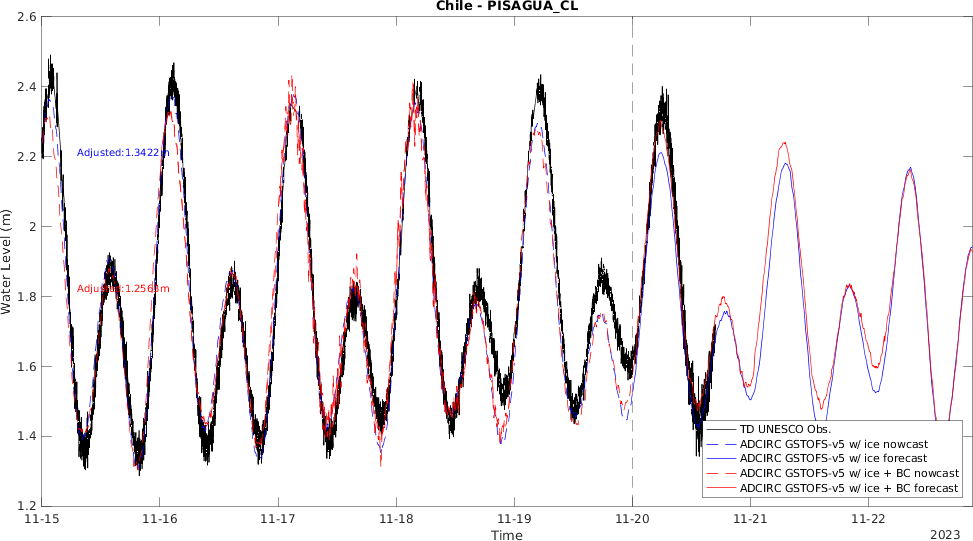 Chile - PISAGUA_CL
2.6
2.4
2.2
2
1.8
1.6
1.4
1.2
Water Level (m)
Adjusted:1.3422m
Adjusted:1.2563m
TD UNESCO Obs.
ADCIRC GSTOFS-v5 w/ ice nowcast
ADCIRC GSTOFS-v5 w/ ice forecast
ADCIRC GSTOFS-v5 w/ ice + BC nowcast
ADCIRC GSTOFS-v5 w/ ice + BC forecast
11-15 11-16 11-17 11-18 11-19 11-20 11-21 11-22
Time
2023